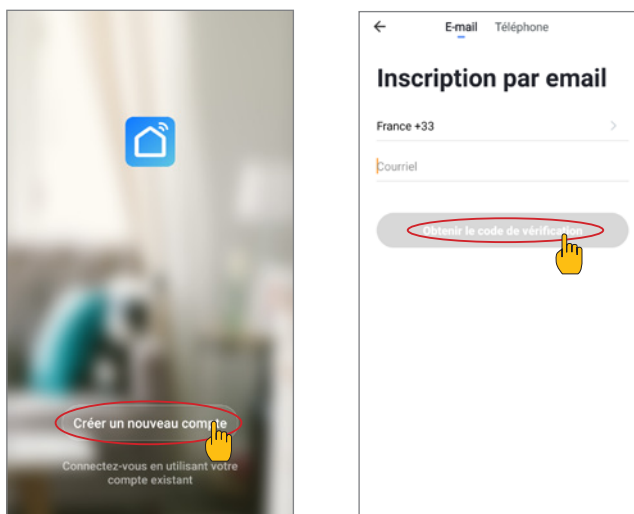 Créer un nouveau compte
Connectez-vous en utilisant votre
compte existant
E-mail Téléphone
Inscription par email
France +33
Courriel
Obtenir le code de vérification